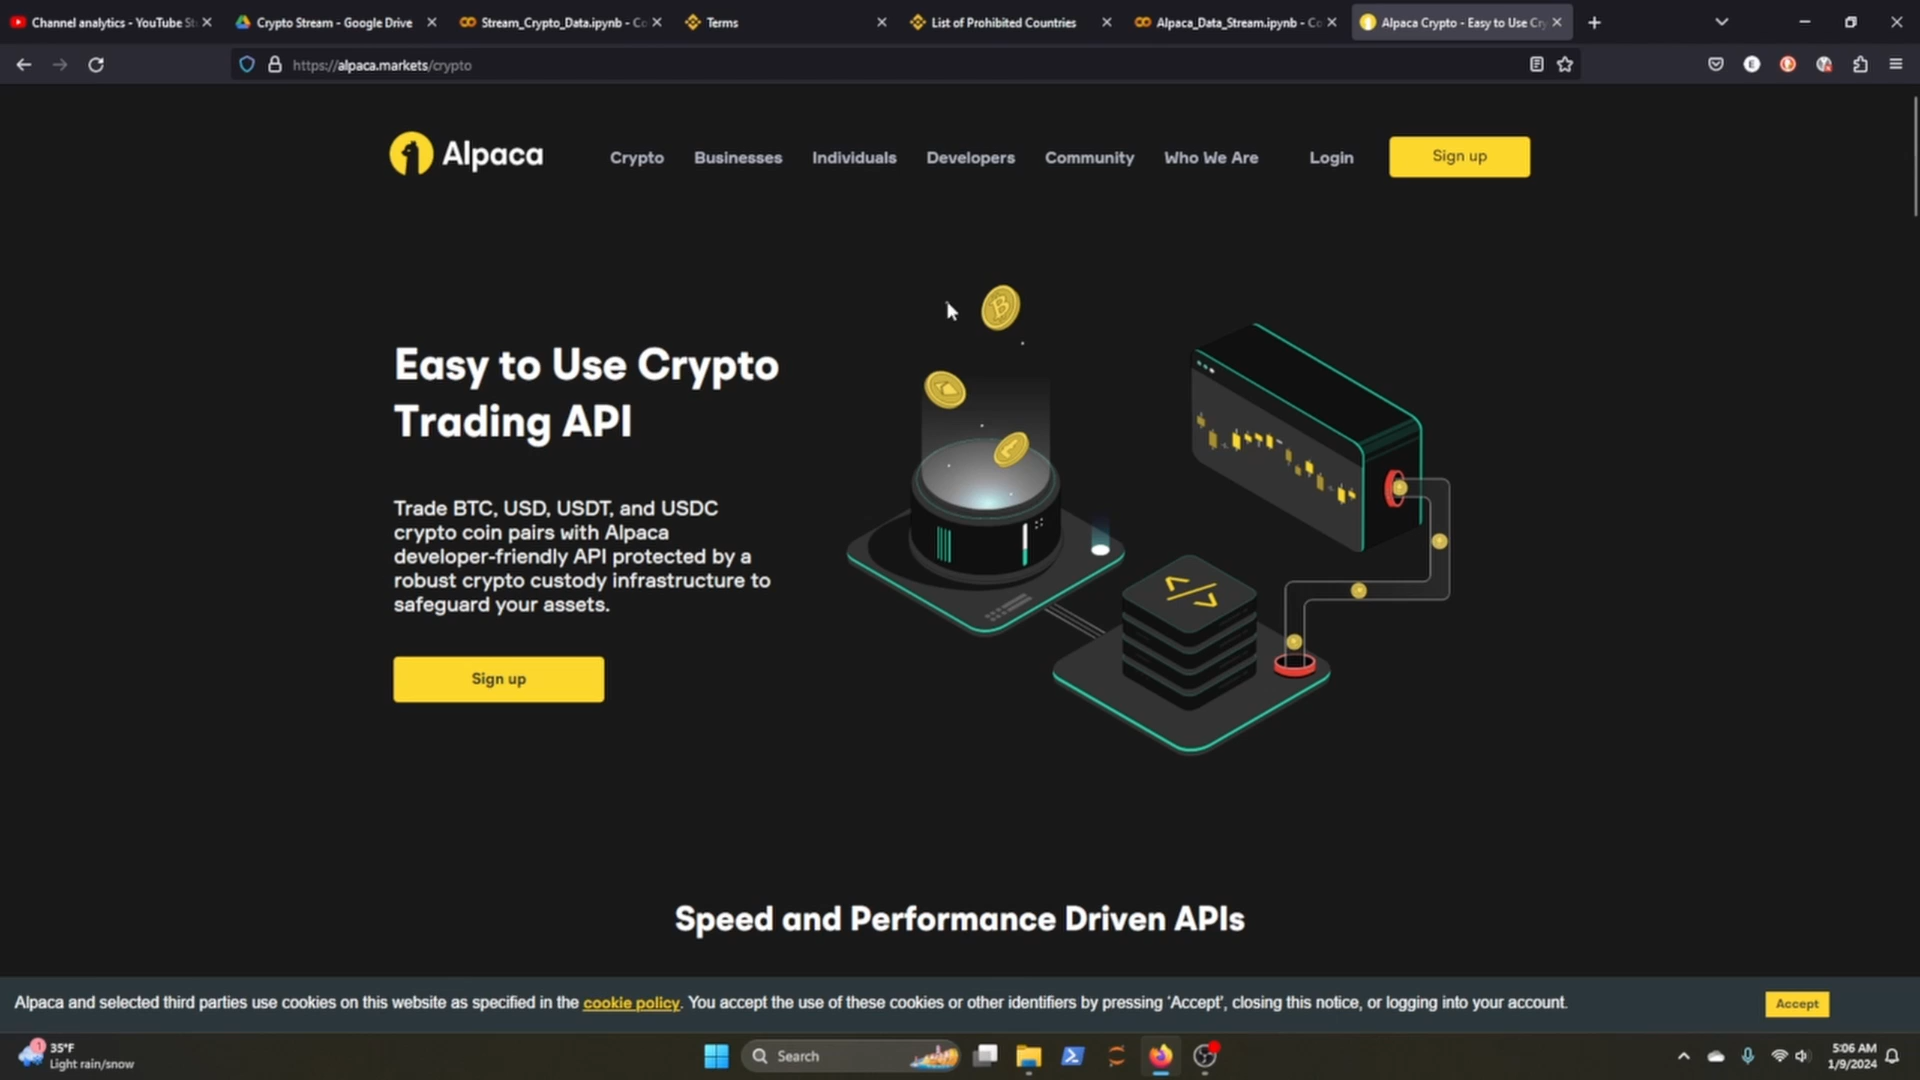 Channel analytics - YouTube St
Crypto Stream - Google Drive
Stream_Crypto_Data.ipynb - Co
Terms
List of Prohibited Countries
Alpaca_Data_Stream.ipynb - Co
Alpaca Crypto - Easy to Use Cry
https://alpaca.markets/crypto
Alpaca
Crypto
Businesses
Individuals
Developers
Community
Who We Are
Login
Sign up
Easy to Use Crypto
Trading API
Trade BTC, USD, USDT, and USDC
crypto coin pairs with Alpaca
developer-friendly API protected by a
robust crypto custody infrastructure to
safeguard your assets.
Sign up
Speed and Performance Driven APIs
Alpaca and selected third parties use cookies on this website as specified in the cookie policy. You accept the use of these cookies or other identifiers by pressing ‘Accept’, closing this notice, or logging into your account.
Accept
1
35°F
Light rain/snow
Search
5:06 AM
1/9/2024